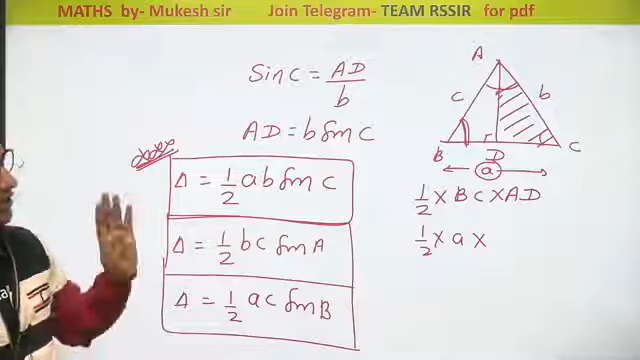 MATHS by- Mukesh sir Join Telegram- TEAM RSSIR for pdf
Sinc = AD/b
AD = b Sin C
Δ = 1/2 ab Sin C
Δ = 1/2 bc Sin A
Δ = 1/2 ac Sin B
A
c b
B D C
a
1/2 × BC × AD
1/2 × a ×